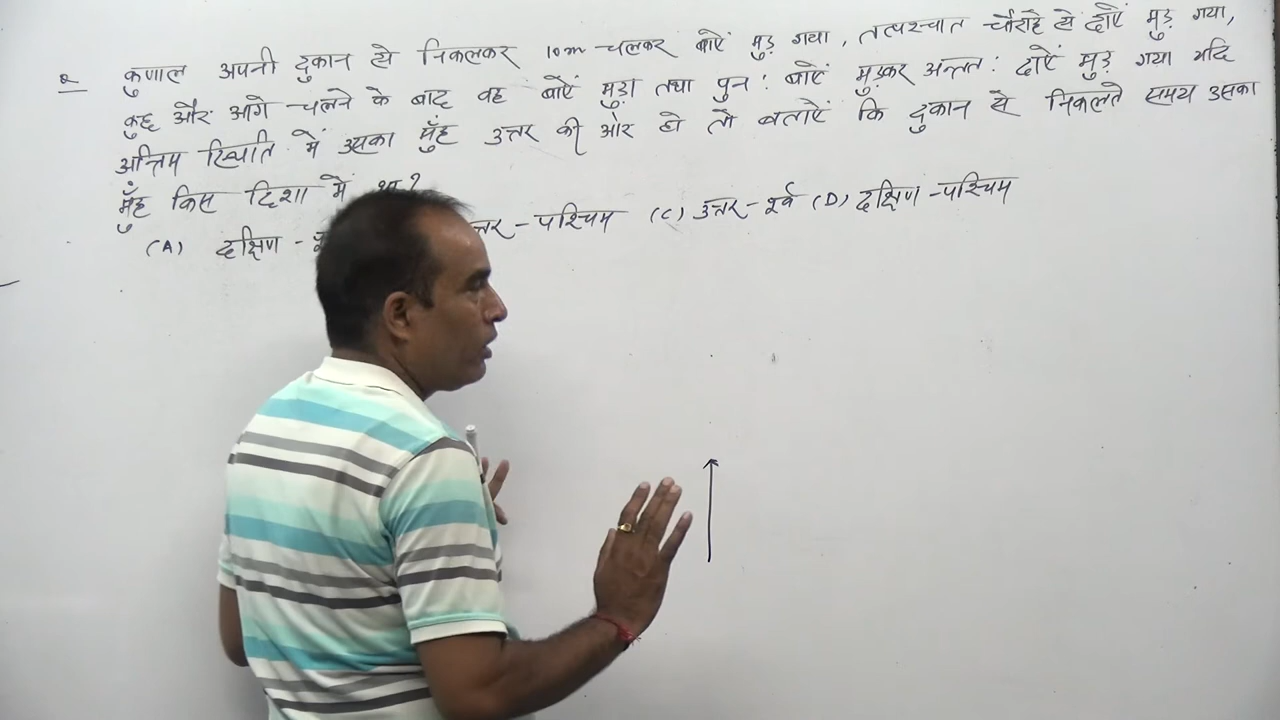 Q कुणाल अपनी दुकान से निकलकर 10m चलकर बाएँ मुड़ गया, तत्पश्चात चौराहे से दाएँ मुड़ गया,
कुछ और आगे चलने के बाद वह बाएँ मुड़ा तथा पुन: बाएँ मुड़कर अन्तत: दाएँ मुड़ गया यदि
अन्तिम स्थिति में उसका मुँह उत्तर की ओर हो तो बताएँ कि दुकान से निकलते समय उसका
मुँह किस दिशा में था?
(A) दक्षिण - पश्चिम (C) उत्तर - पूर्व (D) दक्षिण - पश्चिम